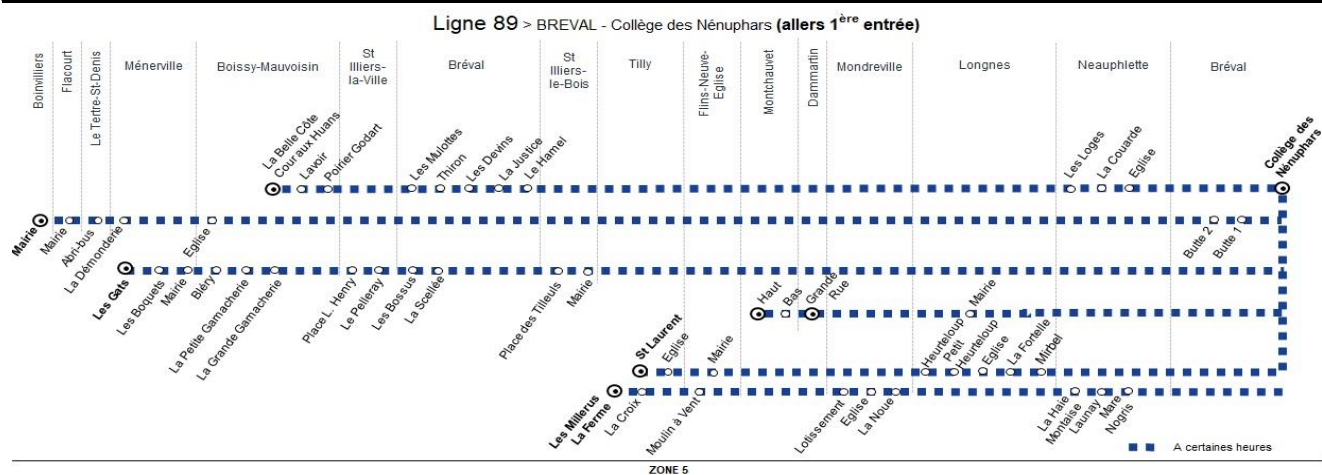 Ligne 89 > BREVAL - Collège des Nénuphars (allers 1ère entrée)
Boinvilliers
Flacourt
Le Tertre-St-Denis
Ménerville
Boissy-Mauvoisin
St
Illiers-
la-Ville
Bréval
St
Illiers-
le-Bois
Tilly
Flins-Neuve-
Eglise
Montchauvet
Dammartin
Mondreville
Longnes
Neauphlette
Bréval
La Belle Côte
Cour aux Huans
Lavoir
Poirier Godart
Les Mulottes
Thiron
Les Devins
La Justice
Le Hamel
Les Loges
La Couarde
Eglise
Collège des
Nénuphars
Mairie
Mairie
Abri-bus
La Démonderie
Eglise
Butte 2
Butte 1
Les Gats
Les Boquets
Mairie
Bléry
La Petite Gamacherie
La Grande Gamacherie
Place L. Henry
Le Pelleray
Les Bossus
La Scellée
Place des Tilleuls
Mairie
Haut
Bas
Grande
Rue
Mairie
St Laurent
Eglise
Mairie
Heurteloup
Petit
Heurteloup
Eglise
La Fortelle
Mirbel
Les Millerus
La Ferme
La Croix
Moulin à Vent
Lotissement
Eglise
La Noue
La Haie
Montaise
Launay
Mare
Nogris
A certaines heures
ZONE 5